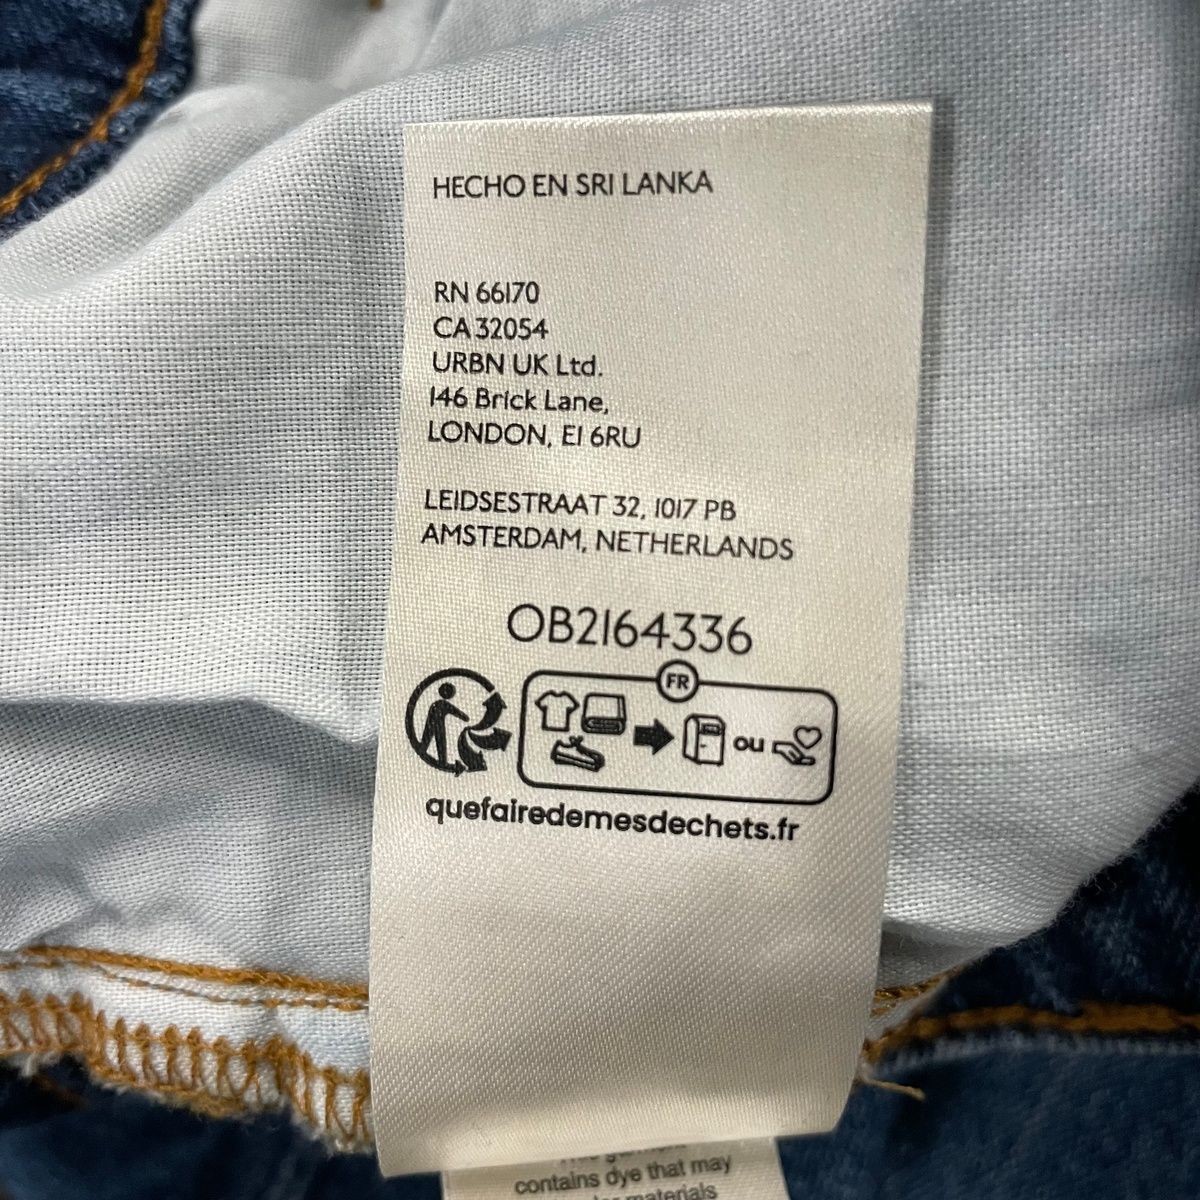 HECHO EN SRI LANKA
RN 66170
CA 32054
URBN UK Ltd.
146 Brick Lane,
LONDON, E1 6RU
LEIDSESTRAAT 32, 1017 PB
AMSTERDAM, NETHERLANDS
OB2164336
FR
ou
quefairedemesdechets.fr
contains dye that may
materials